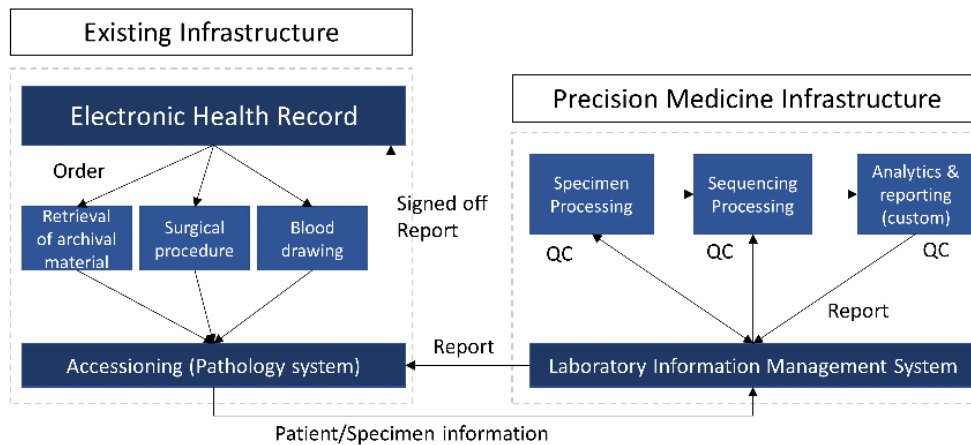 Existing Infrastructure
Electronic Health Record
Order
Retrieval
of archival
material
Surgical
procedure
Blood
drawing
Signed off
Report
Accessioning (Pathology system)
Precision Medicine Infrastructure
Specimen
Processing
Sequencing
Processing
Analytics &
reporting
(custom)
QC
QC
QC
Report
Report
Laboratory Information Management System
Patient/Specimen information